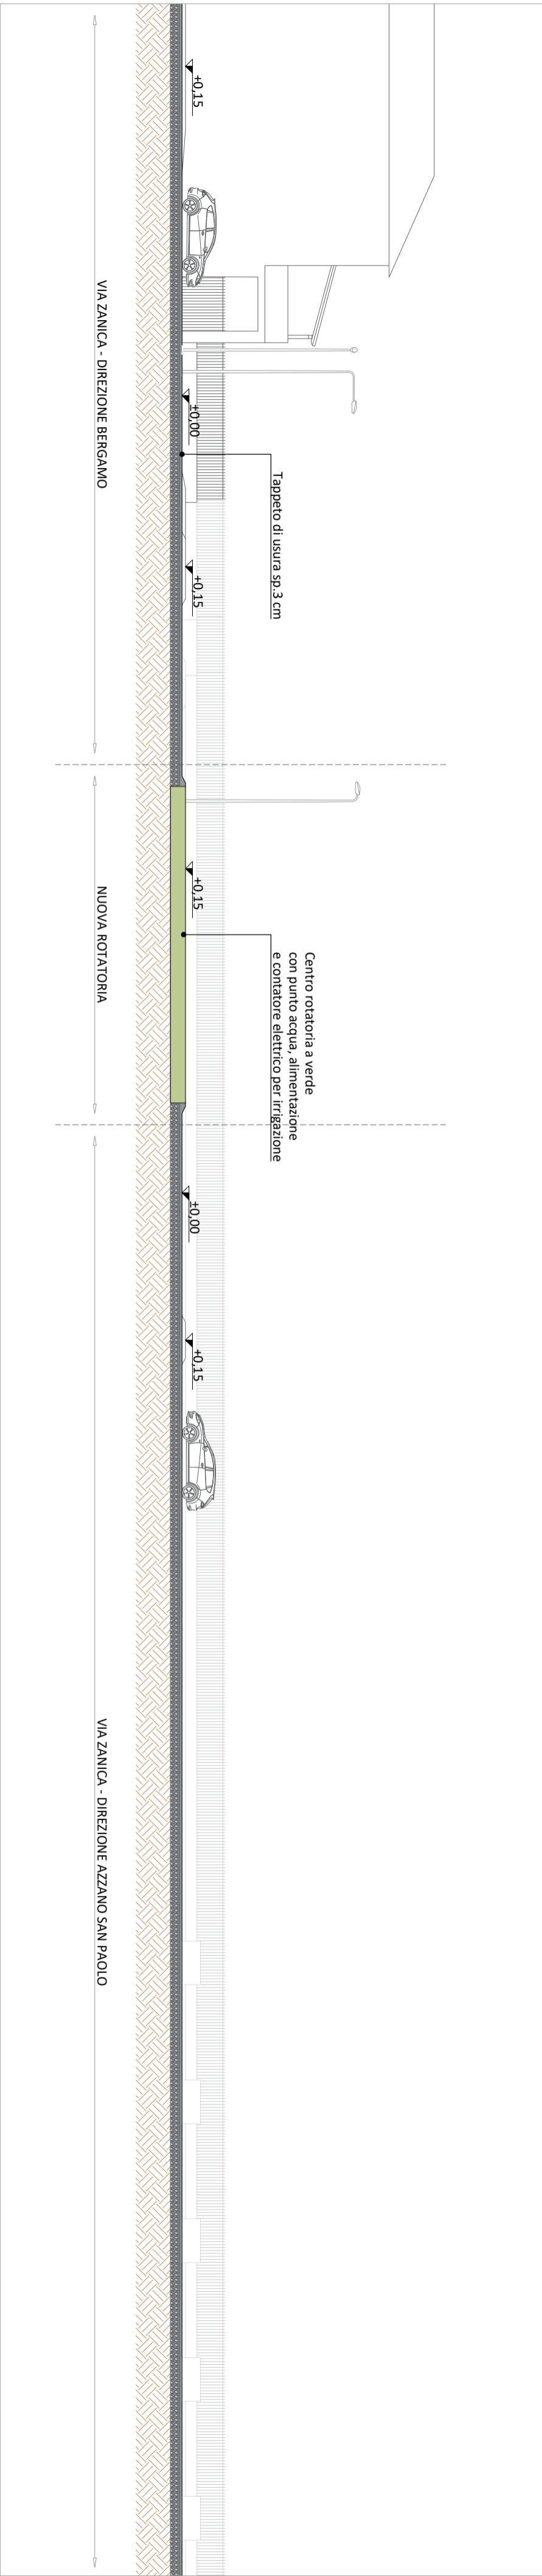 +0,15
±0,00
Tappeto di usura sp.3 cm
+0,15
+0,15
Centro rotatoria a verde
con punto acqua, alimentazione
e contatore elettrico per irrigazione
±0,00
+0,15
VIA ZANICA - DIREZIONE BERGAMO
NUOVA ROTATORIA
VIA ZANICA - DIREZIONE AZZANO SAN PAOLO